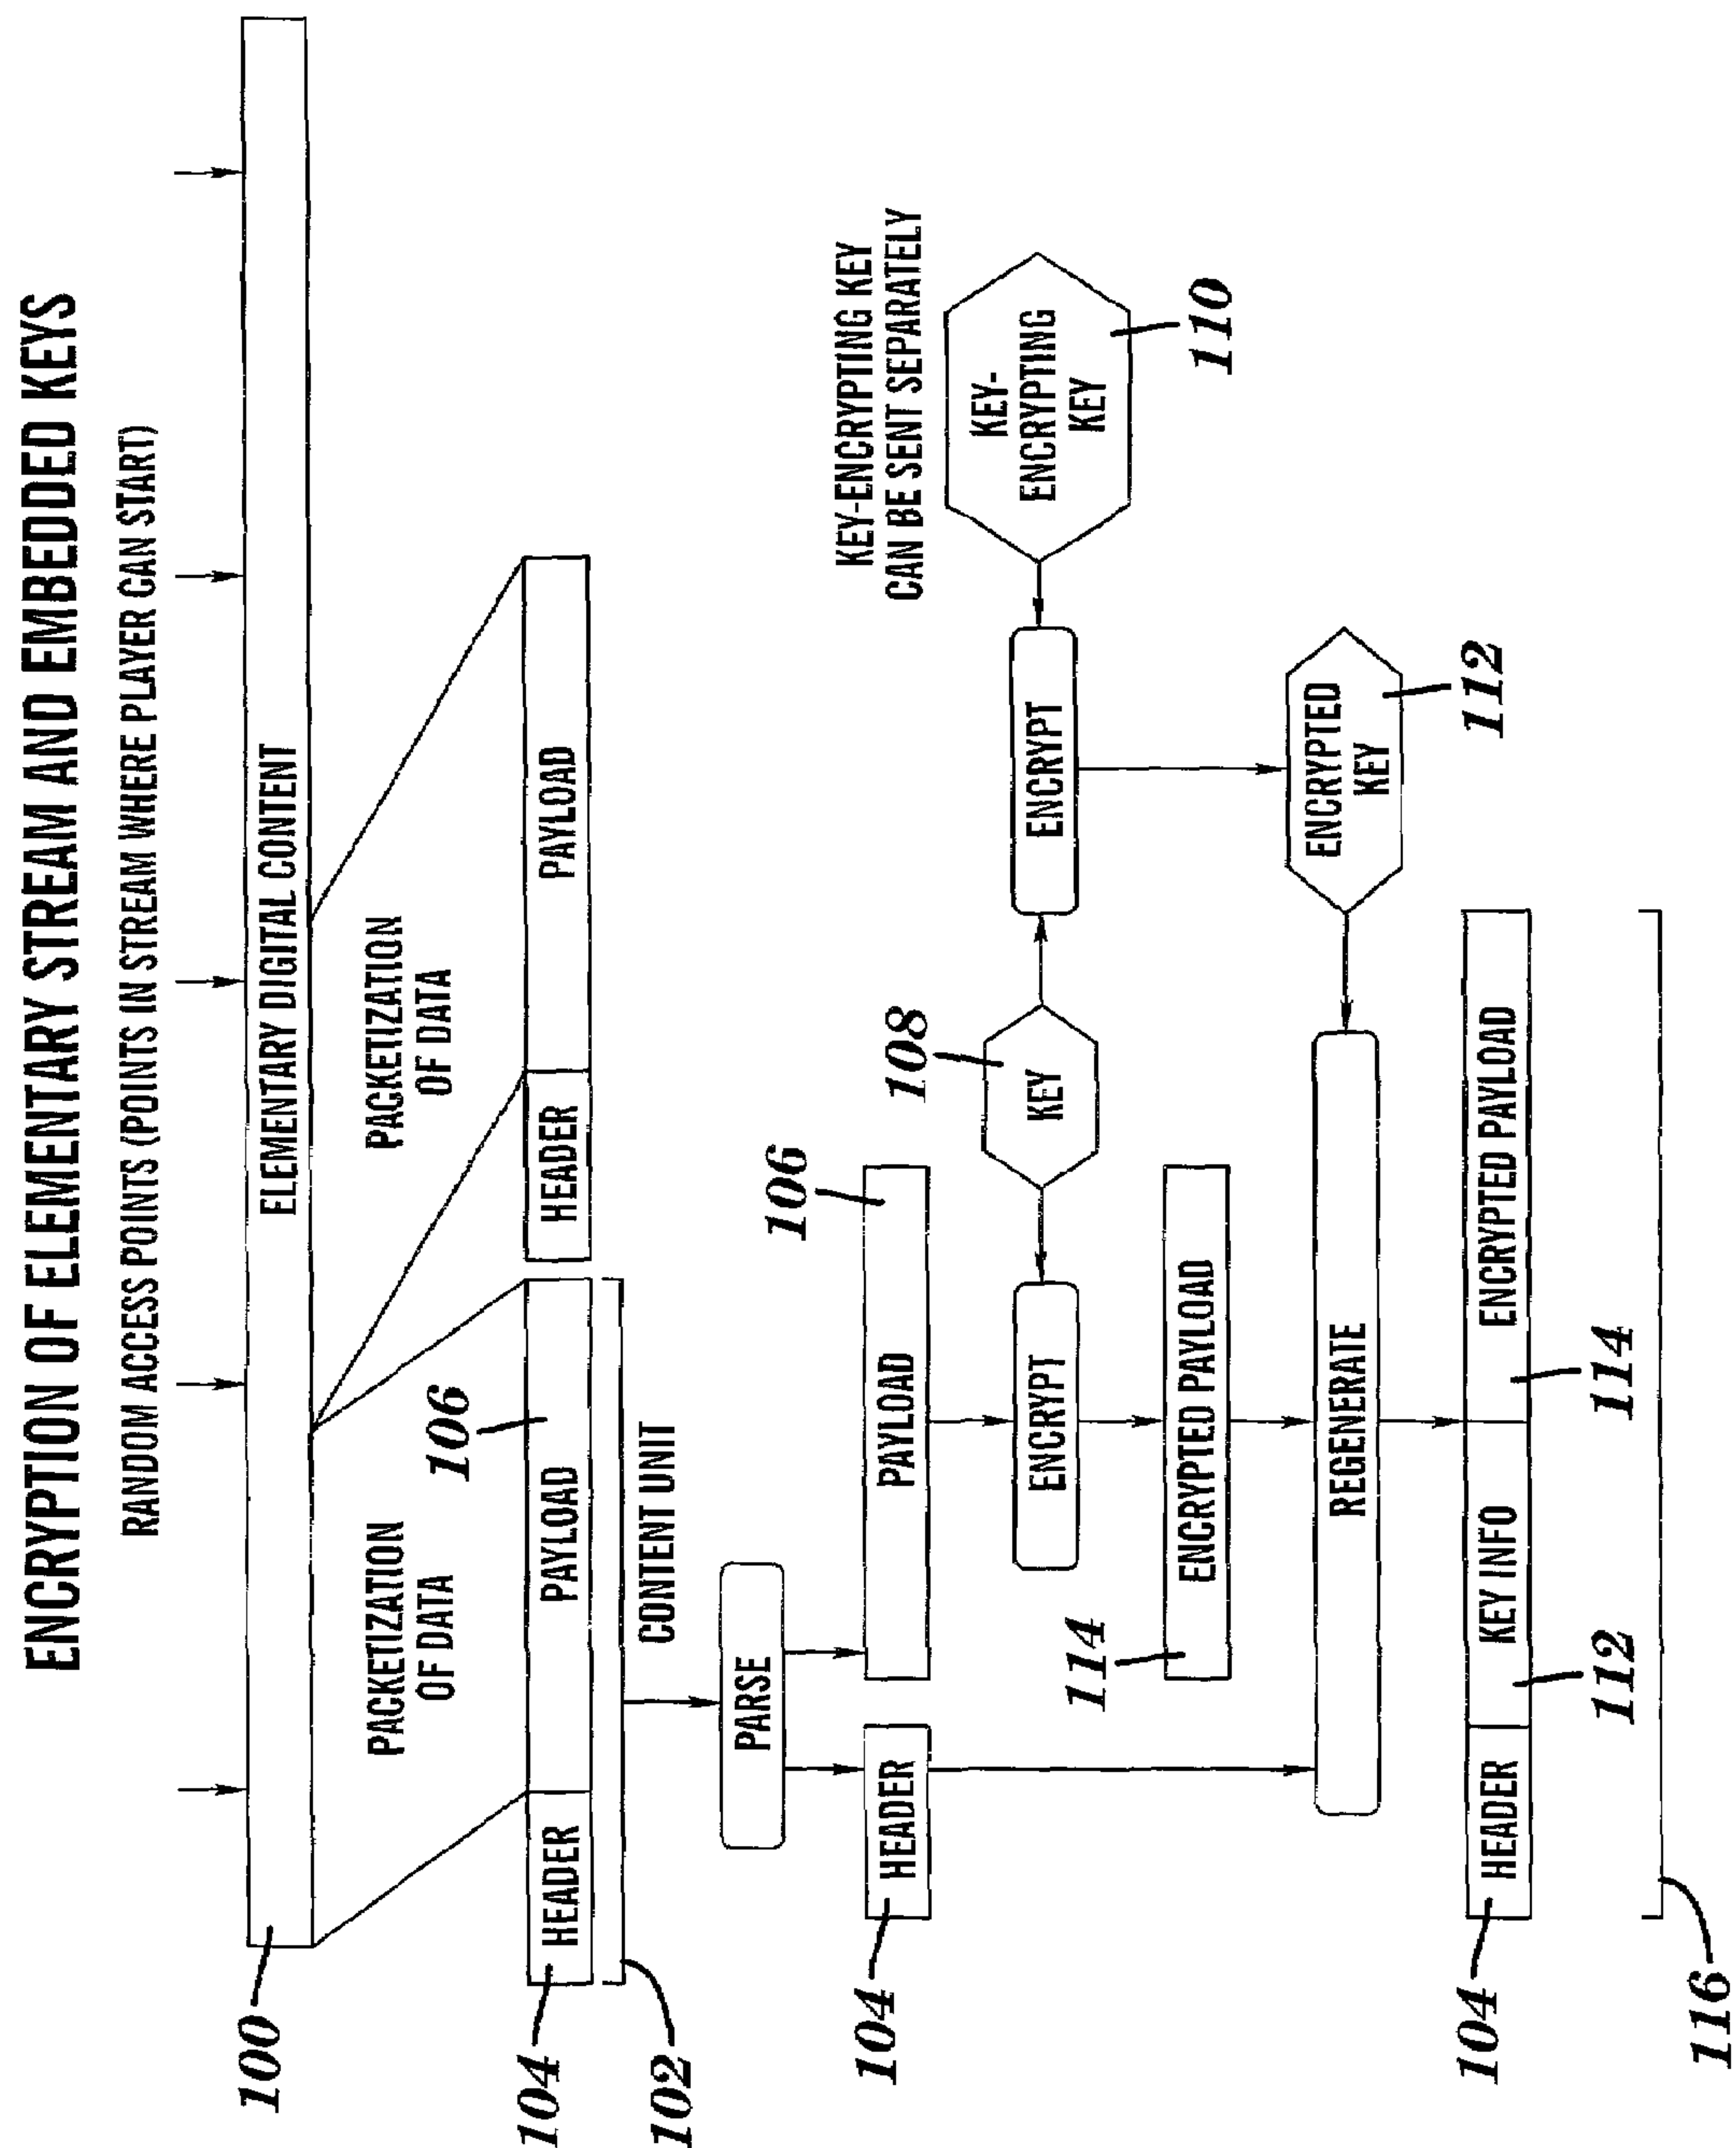 ENCRYPTION OF ELEMENTARY STREAM AND EMBEDDED KEYS
RANDOM ACCESS POINTS (POINTS IN STREAM WHERE PLAYER CAN START)
100
ELEMENTARY DIGITAL CONTENT
PACKETIZATION
OF DATA
PACKETIZATION
OF DATA
106
104
HEADER
PAYLOAD
HEADER
PAYLOAD
102
CONTENT UNIT
PARSE
106
104
HEADER
PAYLOAD
108
KEY-ENCRYPTING KEY
CAN BE SENT SEPARATELY
ENCRYPT
KEY
ENCRYPT
KEY-
ENCRYPTING
KEY
110
114
ENCRYPTED PAYLOAD
REGENERATE
ENCRYPTED
KEY
112
104
HEADER
KEY INFO
ENCRYPTED PAYLOAD
112
114
116